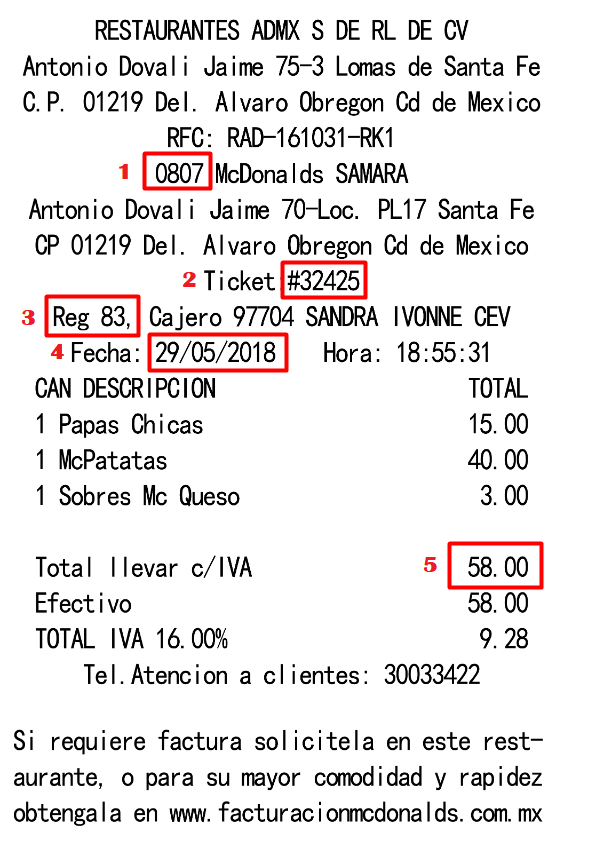 RESTAURANTES ADMX S DE RL DE CV
Antonio Dovali Jaime 75-3 Lomas de Santa Fe
C.P. 01219 Del. Alvaro Obregon Cd de Mexico
RFC: RAD-161031-RK1
1 0807 McDonalds SAMARA
Antonio Dovali Jaime 70-Loc. PL17 Santa Fe
CP 01219 Del. Alvaro Obregon Cd de Mexico
2 Ticket #32425
3 Reg 83, Cajero 97704 SANDRA IVONNE CEV
4 Fecha: 29/05/2018 Hora: 18:55:31
CAN DESCRIPCION TOTAL
1 Papas Chicas 15.00
1 McPatatas 40.00
1 Sobres Mc Queso 3.00
Total llevar c/IVA 5 58.00
Efectivo 58.00
TOTAL IVA 16.00% 9.28
Tel.Atencion a clientes: 30033422
Si requiere factura solicitela en este rest-
aurante, o para su mayor comodidad y rapidez
obtengala en www.facturacionmcdonalds.com.mx